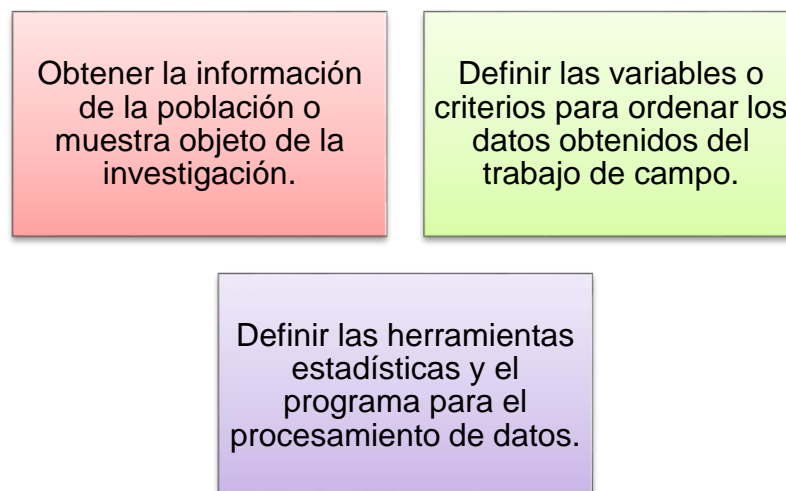 Obtener la información
de la población o
muestra objeto de la
investigación.
Definir las variables o
criterios para ordenar los
datos obtenidos del
trabajo de campo.
Definir las herramientas
estadísticas y el
programa para el
procesamiento de datos.